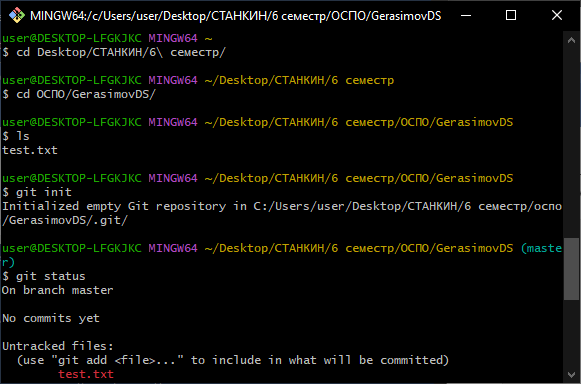 MINGW64:/c/Users/user/Desktop/СТАНКИН/6 семестр/ОСПО/GerasimovDS
user@DESKTOP-LFGKJKC MINGW64 ~
$ cd Desktop/СТАНКИН/6\ семестр/
user@DESKTOP-LFGKJKC MINGW64 ~/Desktop/СТАНКИН/6 семестр
$ cd ОСПО/GerasimovDS/
user@DESKTOP-LFGKJKC MINGW64 ~/Desktop/СТАНКИН/6 семестр/ОСПО/GerasimovDS
$ ls
test.txt
user@DESKTOP-LFGKJKC MINGW64 ~/Desktop/СТАНКИН/6 семестр/ОСПО/GerasimovDS
$ git init
Initialized empty Git repository in C:/Users/user/Desktop/СТАНКИН/6 семестр/оспо
/GerasimovDS/.git/
user@DESKTOP-LFGKJKC MINGW64 ~/Desktop/СТАНКИН/6 семестр/ОСПО/GerasimovDS (maste
r)
$ git status
On branch master
No commits yet
Untracked files:
(use "git add <file>..." to include in what will be committed)
test.txt